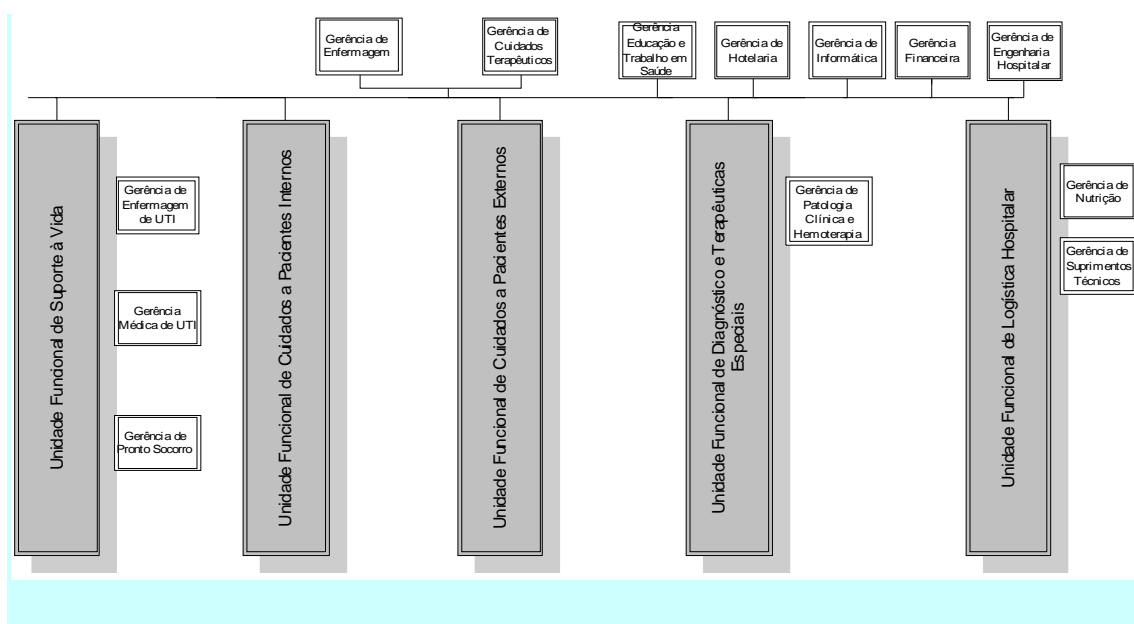 Gerência de
Enfermagem
Gerência de
Cuidados
Terapêuticos
Gerência
Educação e
Trabalho em
Saúde
Gerência de
Hotelaria
Gerência de
Informática
Gerência
Financeira
Gerência de
Engenharia
Hospitalar
Unidade Funcional de Suporte à Vida
Gerência de
Enfermagem
de UTI
Gerência
Médica de UTI
Gerência de
Pronto Socorro
Unidade Funcional de Cuidados a Pacientes Internos
Unidade Funcional de Cuidados a Pacientes Externos
Unidade Funcional de Diagnóstico e Terapêuticas
Especiais
Gerência de
Patologia
Clínica e
Hemoterapia
Unidade Funcional de Logística Hospitalar
Gerência de
Nutrição
Gerência de
Suprimentos
Técnicos